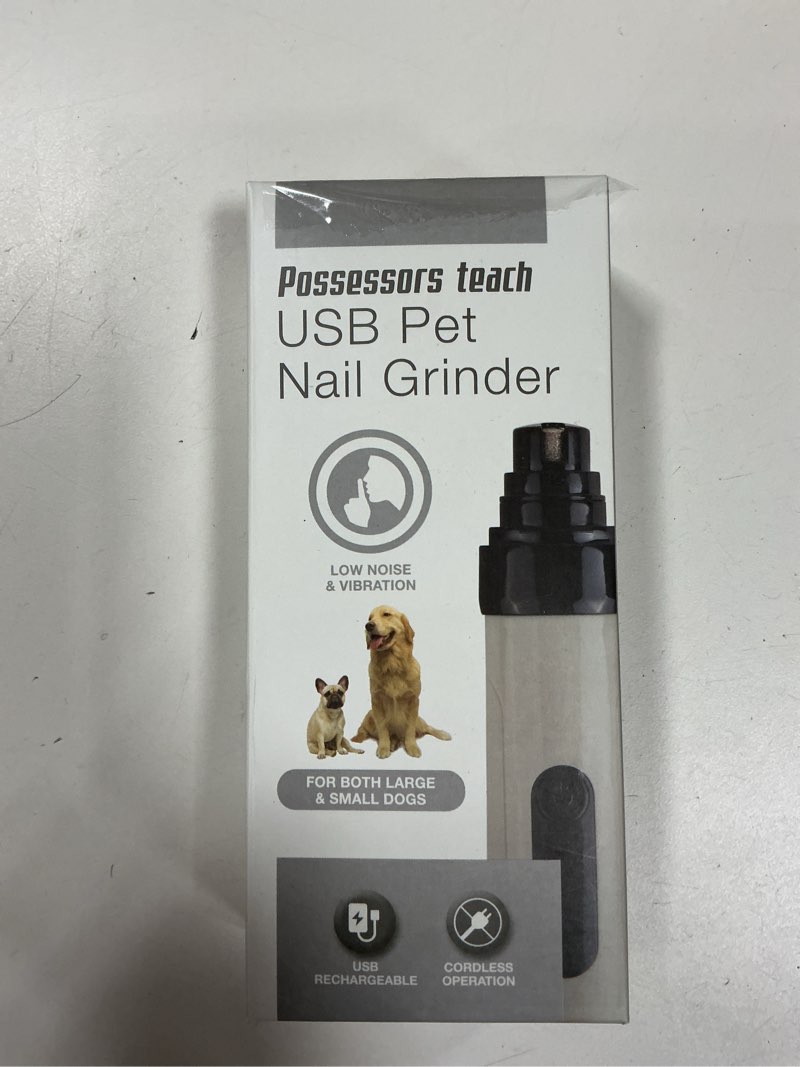 Possessors teach
USB Pet
Nail Grinder
LOW NOISE
& VIBRATION
FOR BOTH LARGE
& SMALL DOGS
USB
RECHARGEABLE
CORDLESS
OPERATION